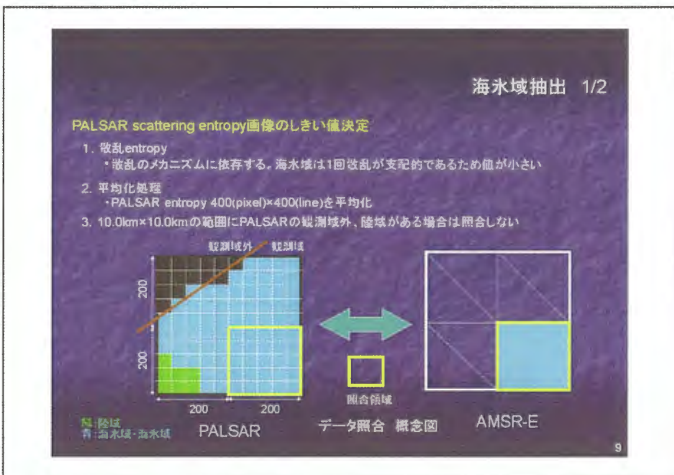 海氷域抽出 1/2
PALSAR scattering entropy画像のしきい値決定
1. 散乱entropy
・散乱のメカニズムに依存する。海氷域は1回散乱が支配的であるため値が小さい
2. 平均化処理
・PALSAR entropy 400(pixel)×400(line)を平均化
3. 10.0km×10.0kmの範囲にPALSARの観測域外、陸域がある場合は照合しない
観測域外 観測域
200
200
200 200
照合領域
緑:陸域
青:海氷域・海水域
PALSAR
データ照合 概念図
AMSR-E
9